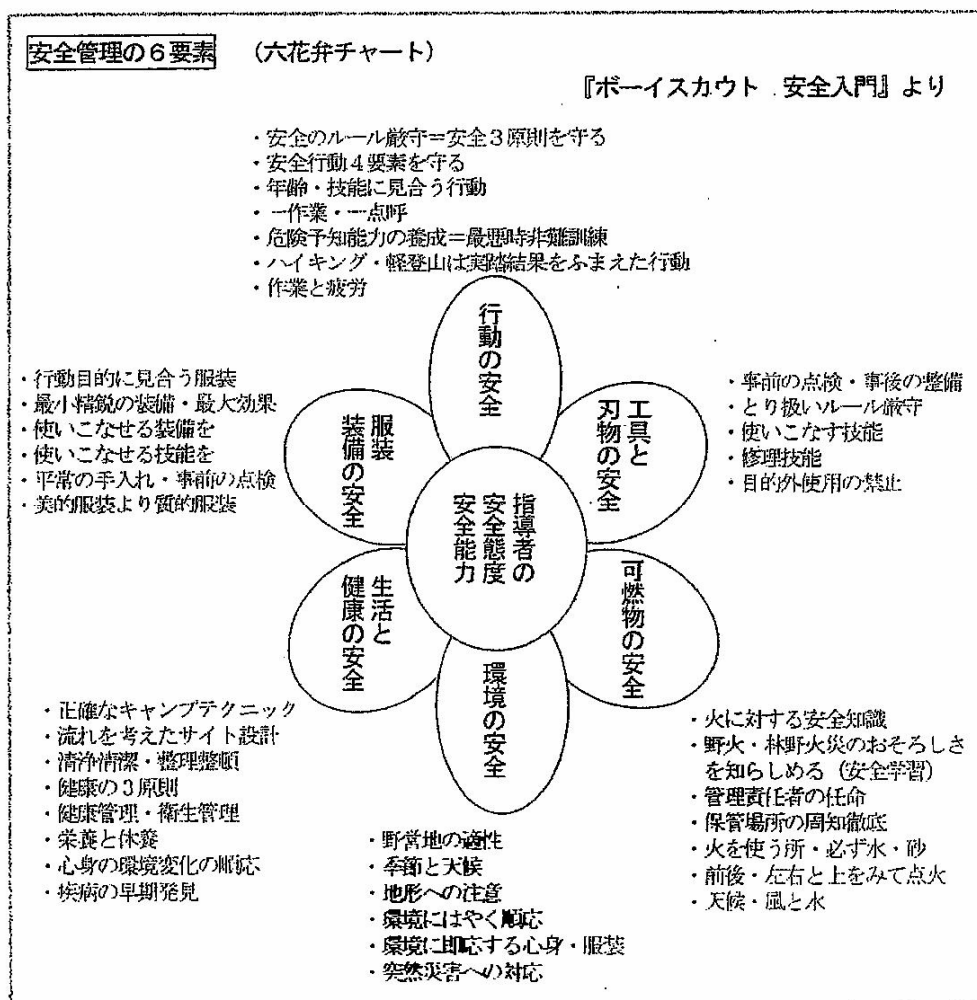 安全管理の6要素 (六花弁チャート)
『ボーイスカウト 安全入門』より
・安全のルール厳守＝安全3原則を守る
・安全行動4要素を守る
・年齢・技能に見合う行動
・一作業・一点呼
・危険予知能力の養成＝最悪時非難訓練
・ハイキング・軽登山は実踏結果をふまえた行動
・作業と疲労
行動の安全
・行動目的に見合う服装
・最小精鋭の装備・最大効果
・使いこなせる装備を
・使いこなせる技能を
・平常の手入れ・事前の点検
・美的服装より質的服装
服装
装備の安全
工具と
刃物の安全
・事前の点検・事後の整備
・とり扱いルール厳守
・使いこなす技能
・修理技能
・目的外使用の禁止
指導者の
安全態度
安全能力
生活と
健康の安全
可燃物の安全
環境の安全
・正確なキャンプテクニック
・流れを考えたサイト設計
・清浄清潔・整理整頓
・健康の3原則
・健康管理・衛生管理
・栄養と休養
・心身の環境変化の順応
・疾病の早期発見
・野営地の適性
・季節と天候
・地形への注意
・環境にはやく順応
・環境に即応する心身・服装
・突然災害への対応
・火に対する安全知識
・野火・林野火災のおそろしさ
を知らしめる (安全学習)
・管理責任者の任命
・保管場所の周知徹底
・火を使う所・必ず水・砂
・前後・左右と上をみて点火
・天候・風と水